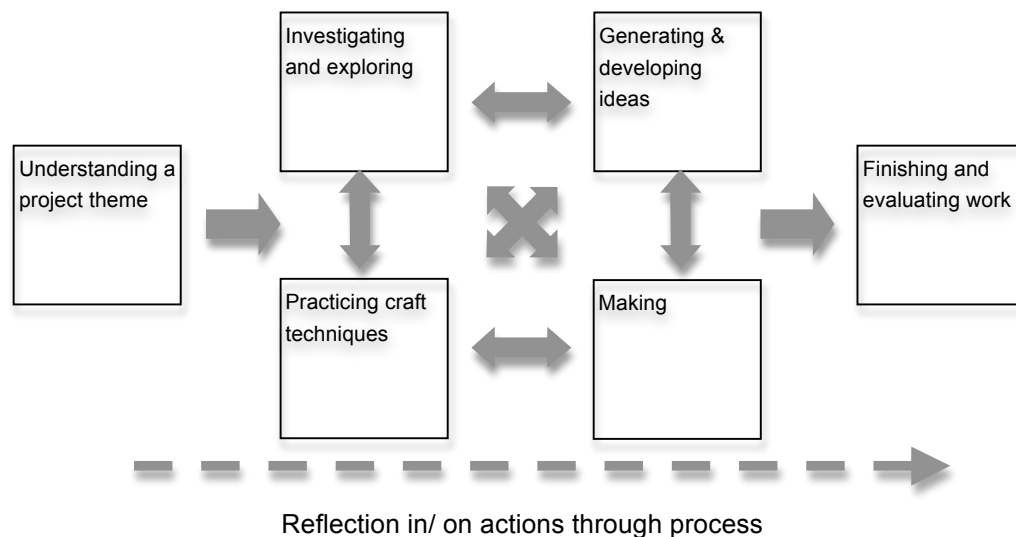 Understanding a
project theme
Investigating
and exploring
Generating &
developing
ideas
Practicing craft
techniques
Making
Finishing and
evaluating work
Reflection in/ on actions through process